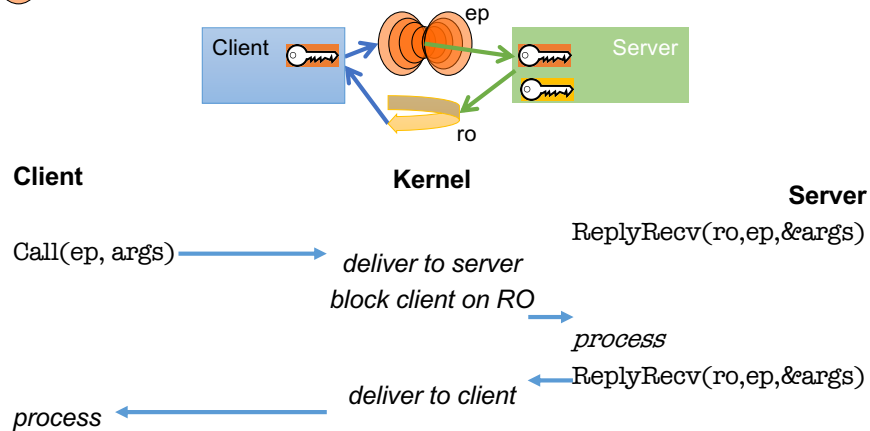 ep
Client
Server
ro
Client
Kernel
Server
ReplyRecv(ro,ep,&args)
Call(ep, args)
deliver to server
block client on RO
process
ReplyRecv(ro,ep,&args)
deliver to client
process